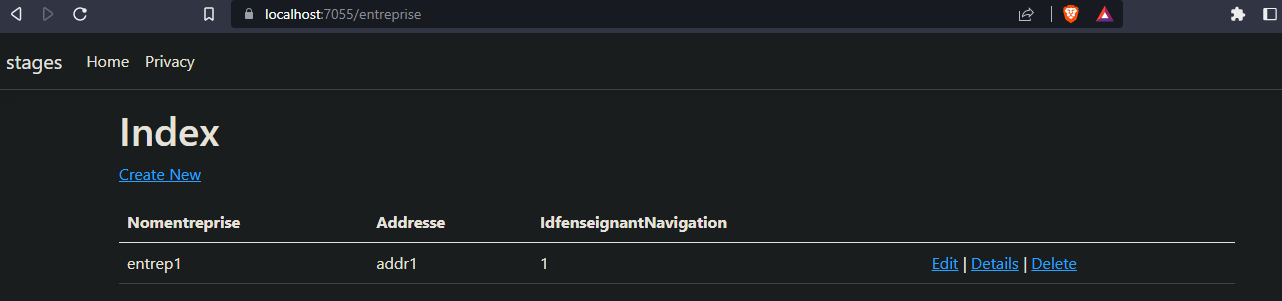 localhost:7055/entreprise
stages Home Privacy
Index
Create New
Nomentreprise Addresse IdfenseignantNavigation
entrep1 addr1 1 Edit | Details | Delete